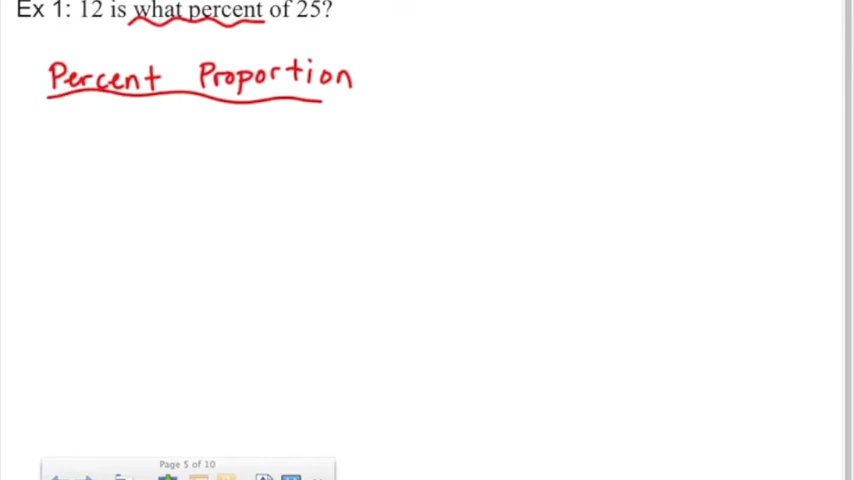 Ex 1: 12 is what percent of 25?
Percent Proportion
Page 5 of 10